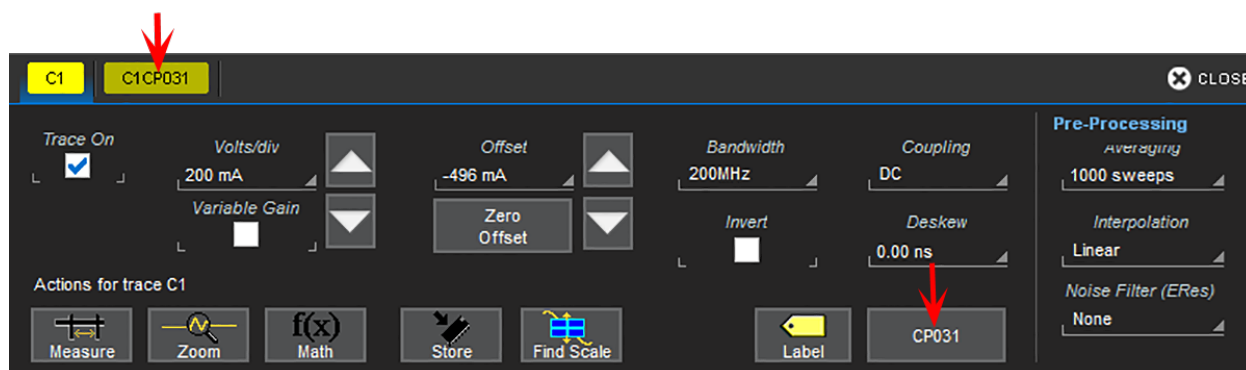 C1
C1CP031
CLOSE
Trace On
Volts/div
200 mA
Variable Gain
Offset
-496 mA
Zero
Offset
Bandwidth
200MHz
Invert
Coupling
DC
Deskew
0.00 ns
Pre-Processing
Averaging
1000 sweeps
Interpolation
Linear
Noise Filter (ERes)
None
Actions for trace C1
Measure
Zoom
f(x)
Math
Store
Find Scale
Label
CP031